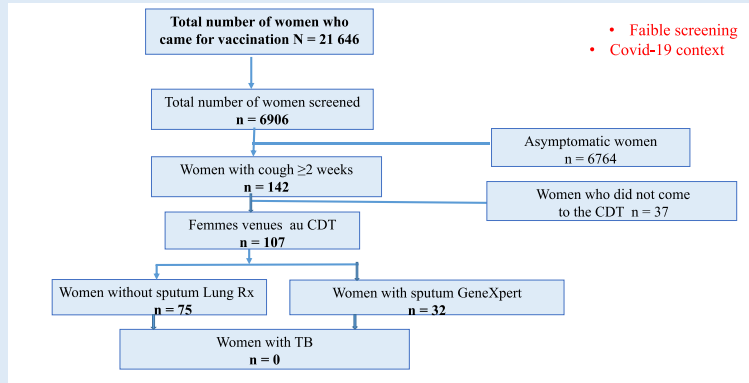 Total number of women who
came for vaccination N = 21 646
• Faible screening
• Covid-19 context
Total number of women screened
n = 6906
Asymptomatic women
n = 6764
Women with cough ≥2 weeks
n = 142
Women who did not come
to the CDT n = 37
Femmes venues au CDT
n = 107
Women without sputum Lung Rx
n = 75
Women with sputum GeneXpert
n = 32
Women with TB
n = 0